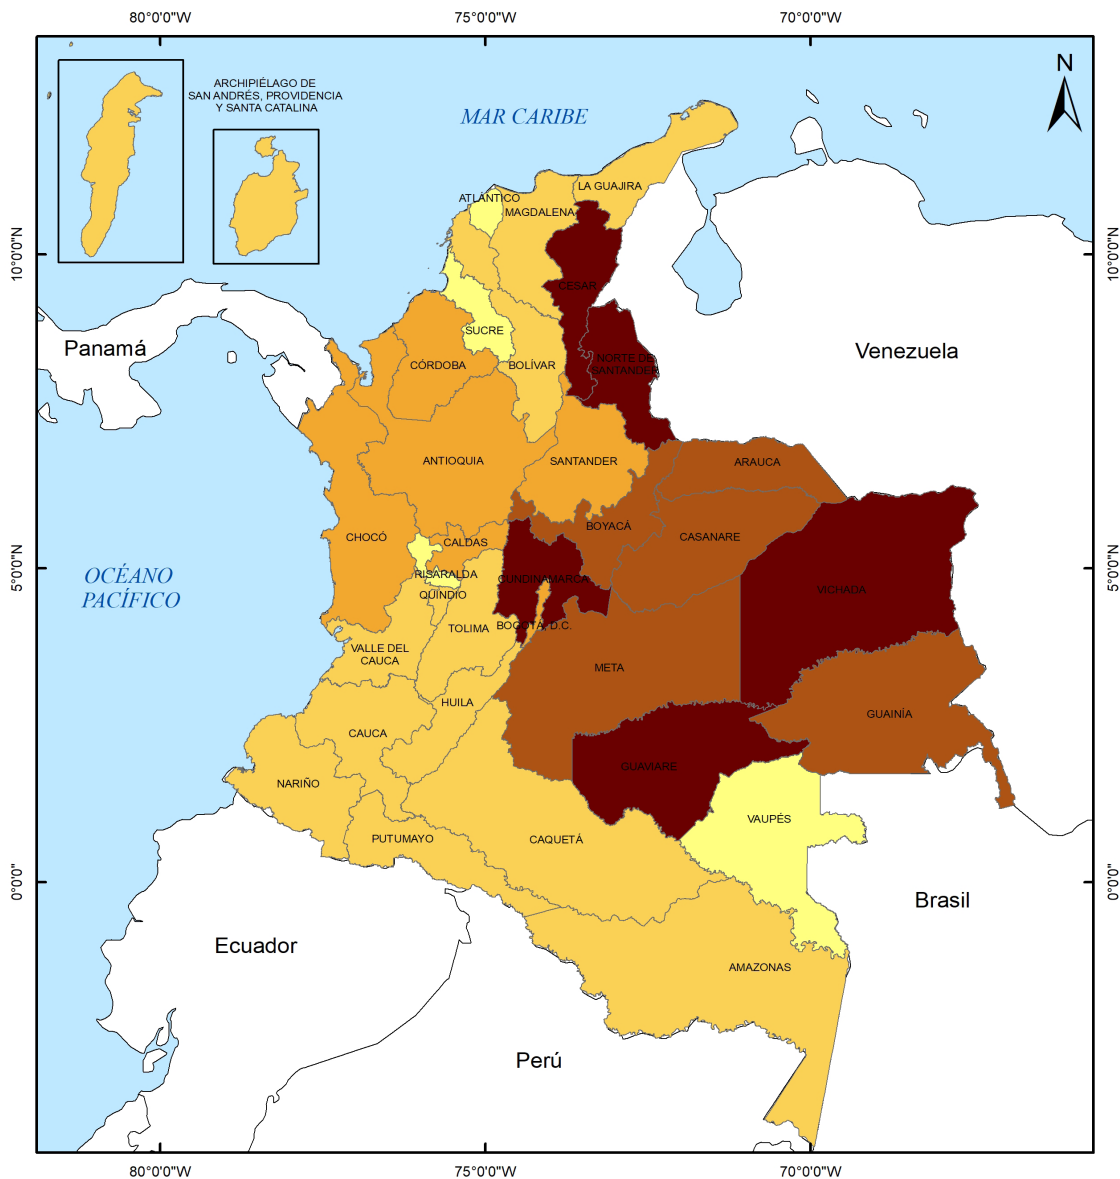 80°0'0"W
75°0'0"W
70°0'0"W
N
ARCHIPIÉLAGO DE
SAN ANDRÉS, PROVIDENCIA
Y SANTA CATALINA
MAR CARIBE
LA GUAJIRA
ATLÁNTICO
MAGDALENA
10°0'0"N
10°0'0"N
CESAR
SUCRE
Panamá
Venezuela
NORTE DE
SANTANDER
CÓRDOBA
BOLÍVAR
ANTIOQUIA
SANTANDER
ARAUCA
BOYACÁ
CHOCÓ
CALDAS
CASANARE
5°0'0"N
5°0'0"N
OCÉANO
PACÍFICO
RISARALDA
CUNDINAMARCA
VICHADA
QUINDÍO
TOLIMA
BOGOTÁ, D.C.
VALLE DEL
CAUCA
META
HUILA
GUAINÍA
CAUCA
GUAVIARE
NARIÑO
VAUPÉS
PUTUMAYO
CAQUETÁ
0°0'0"
0°0'0"
Brasil
Ecuador
AMAZONAS
Perú
80°0'0"W
75°0'0"W
70°0'0"W